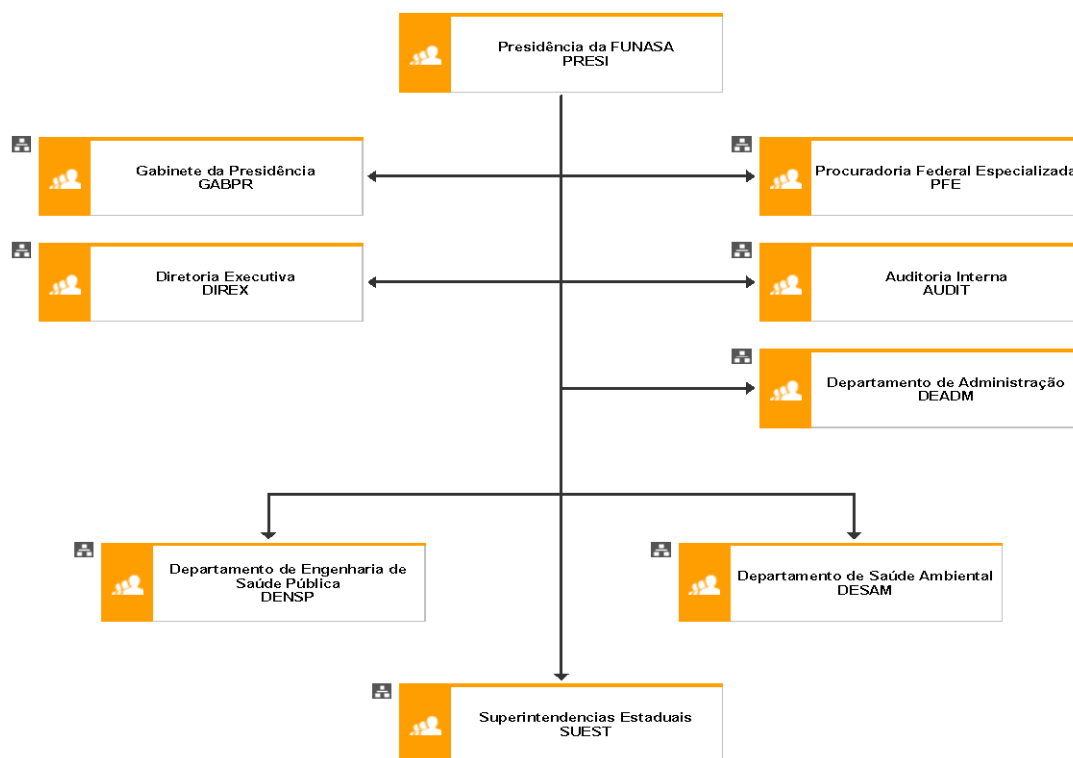 Presidência da FUNASA
PRESI
Gabinete da Presidência
GABPR
Procuradoria Federal Especializada
PFE
Diretoria Executiva
DIREX
Auditoria Interna
AUDIT
Departamento de Administração
DEADM
Departamento de Engenharia de
Saúde Pública
DENSP
Departamento de Saúde Ambiental
DESAM
Superintendencias Estaduais
SUEST